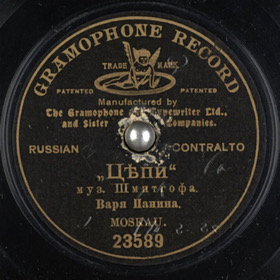 GRAMOPHONE RECORD
TRADE MARK
PATENTED PATENTED
Manufactured by
The Gramophone & Typewriter Ltd.,
and Sister Companies.
RUSSIAN CONTRALTO
„Цѣпи“
муз. Шмитгофа.
Варя Панина.
MOSKAU.
23589